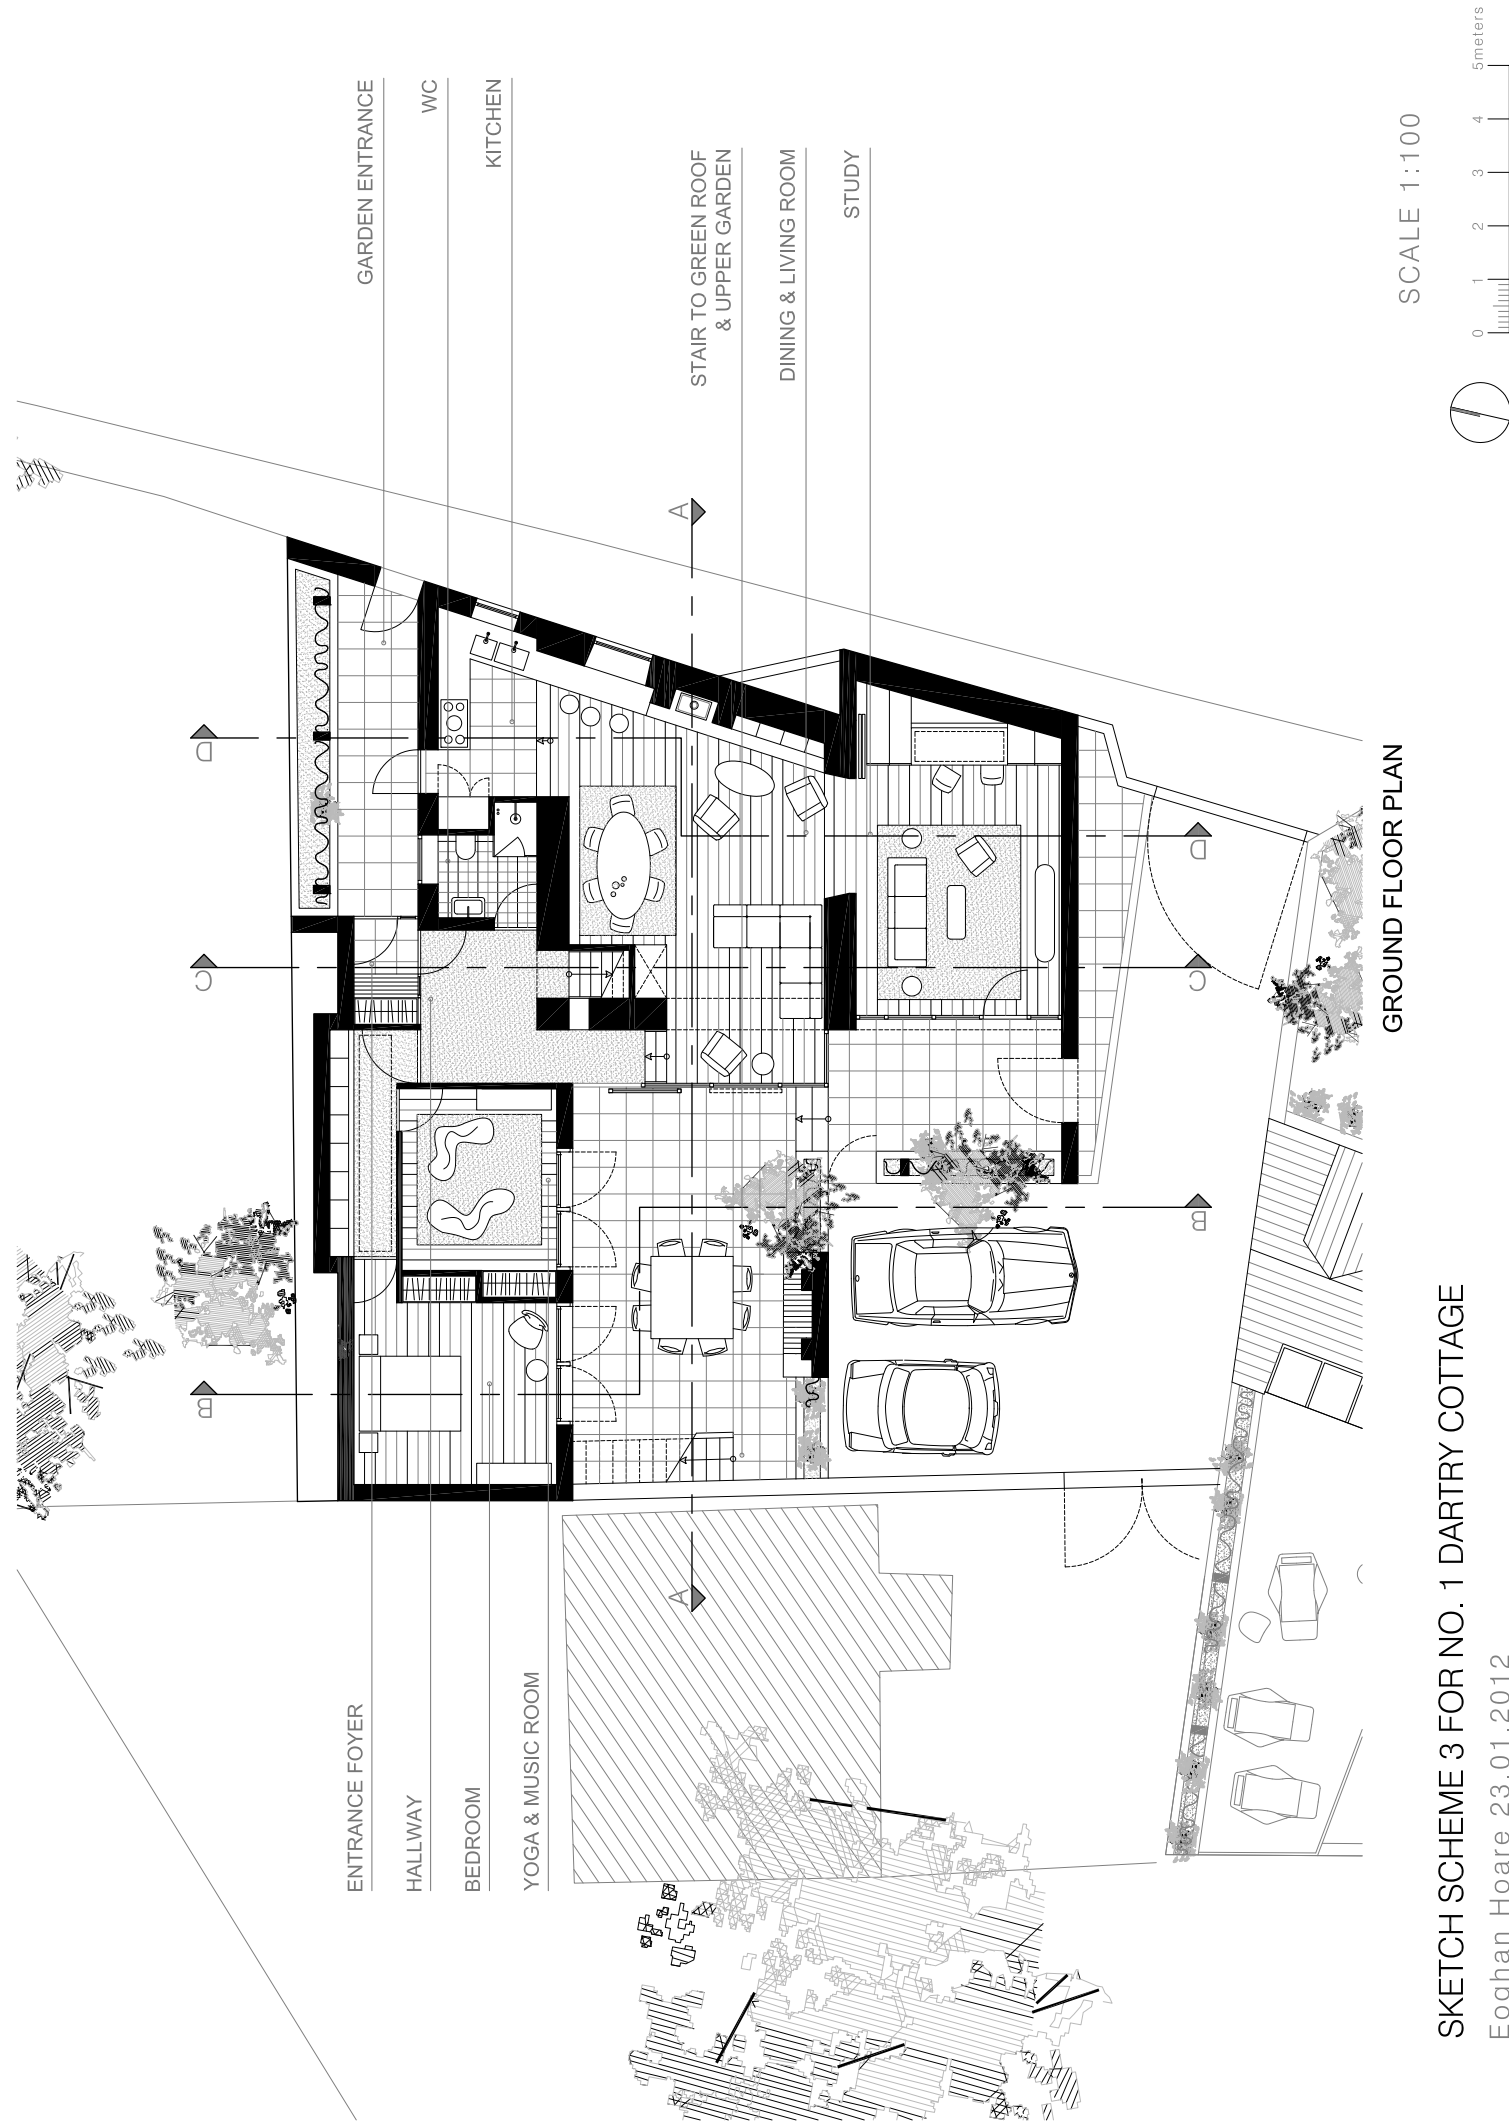 ENTRANCE FOYER
HALLWAY
BEDROOM
YOGA & MUSIC ROOM
GARDEN ENTRANCE
WC
KITCHEN
STAIR TO GREEN ROOF
& UPPER GARDEN
DINING & LIVING ROOM
STUDY
B
C
D
A
A
B
C
D
GROUND FLOOR PLAN
SCALE 1:100
SKETCH SCHEME 3 FOR NO. 1 DARTRY COTTAGE
0 1 2 3 4 5meters
Eoghan Hoare 23.01.2012